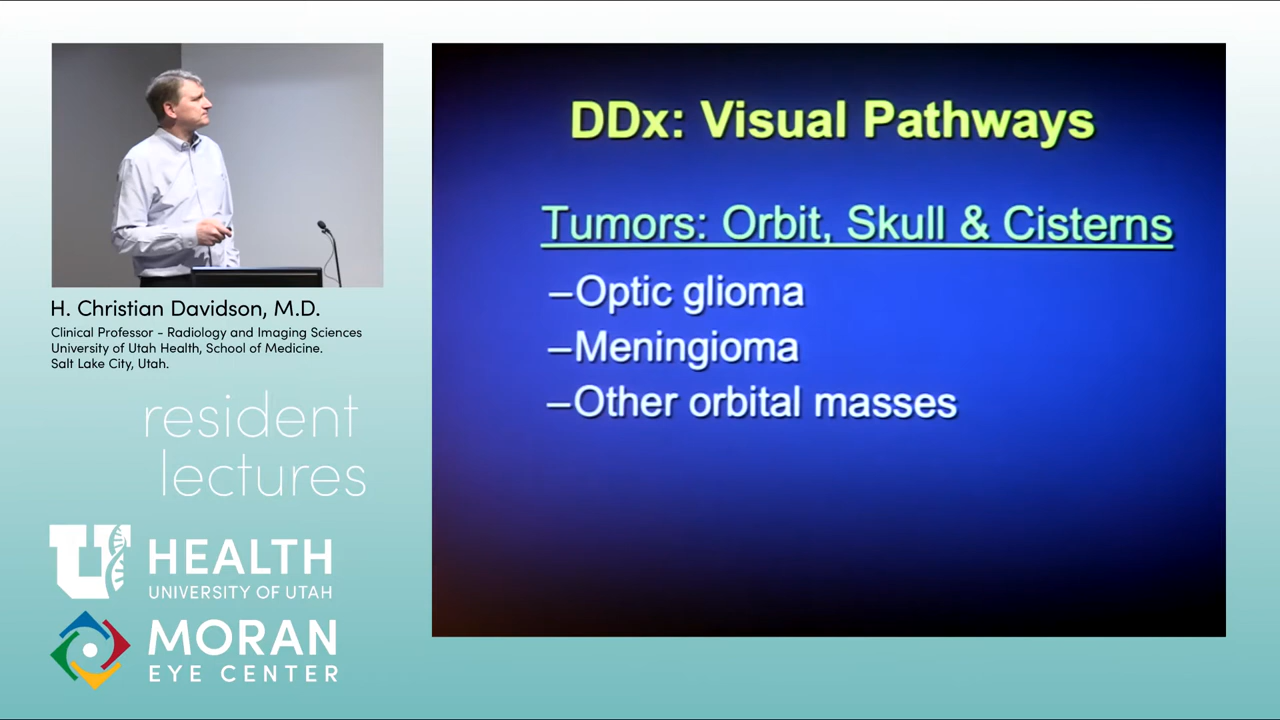 H. Christian Davidson, M.D.
Clinical Professor - Radiology and Imaging Sciences
University of Utah Health, School of Medicine.
Salt Lake City, Utah.
resident
lectures
U HEALTH
UNIVERSITY OF UTAH
MORAN
EYE CENTER
DDx: Visual Pathways
Tumors: Orbit, Skull & Cisterns
–Optic glioma
–Meningioma
–Other orbital masses